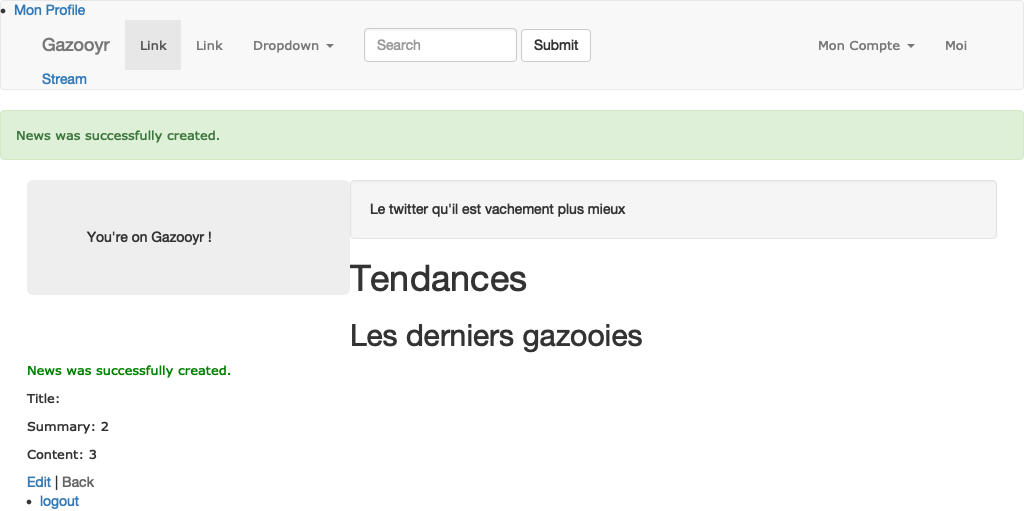 Mon Profile
Gazooyr Link Link Dropdown Search Submit Mon Compte Moi
Stream
News was successfully created.
You're on Gazooyr !
Le twitter qu'il est vachement plus mieux
Tendances
Les derniers gazooies
News was successfully created.
Title:
Summary: 2
Content: 3
Edit | Back
logout